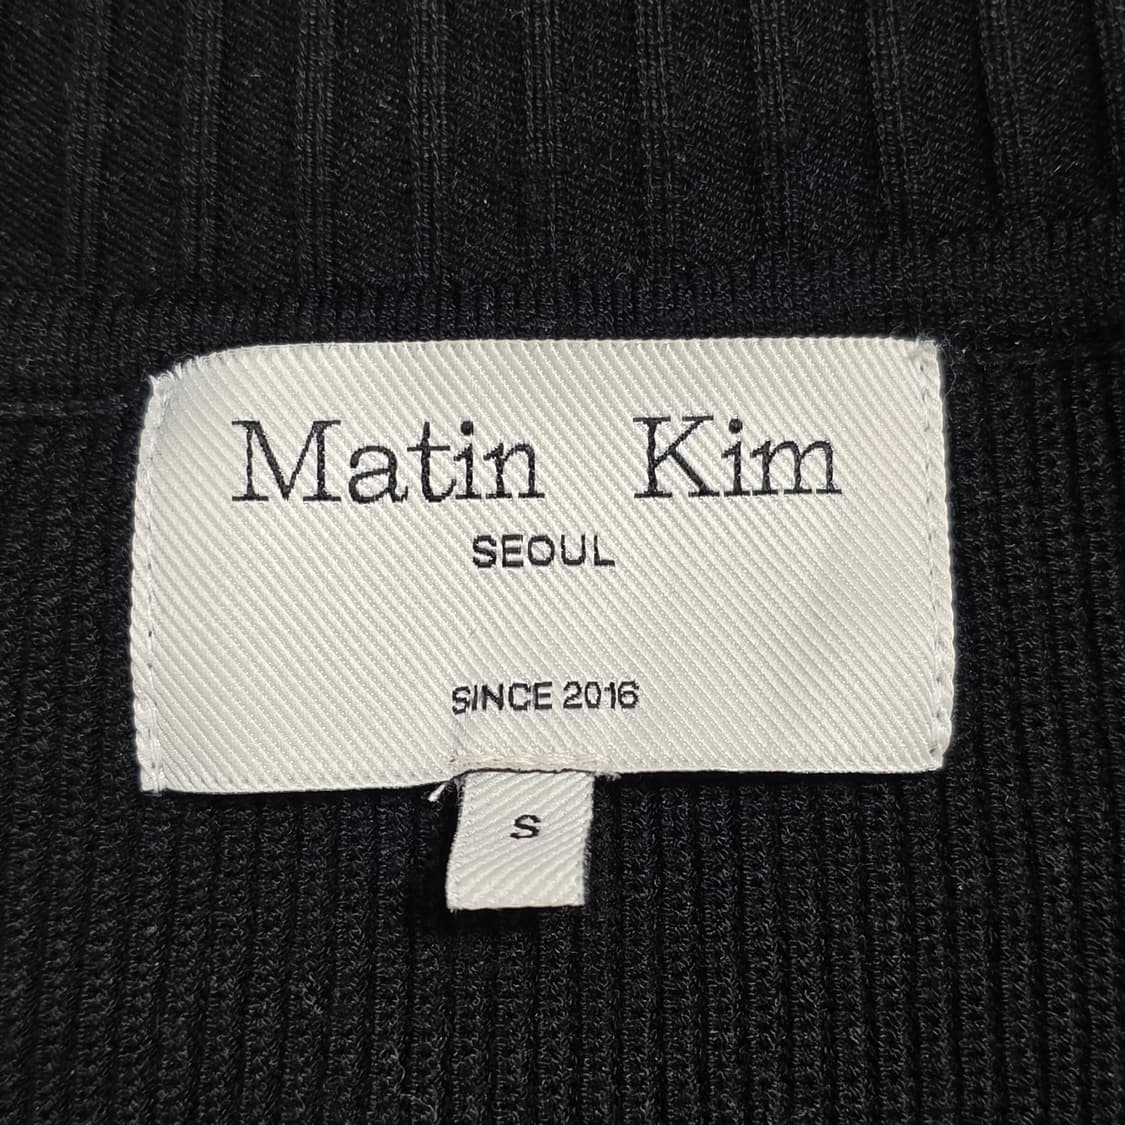 Matin Kim
SEOUL
SINCE 2016
S